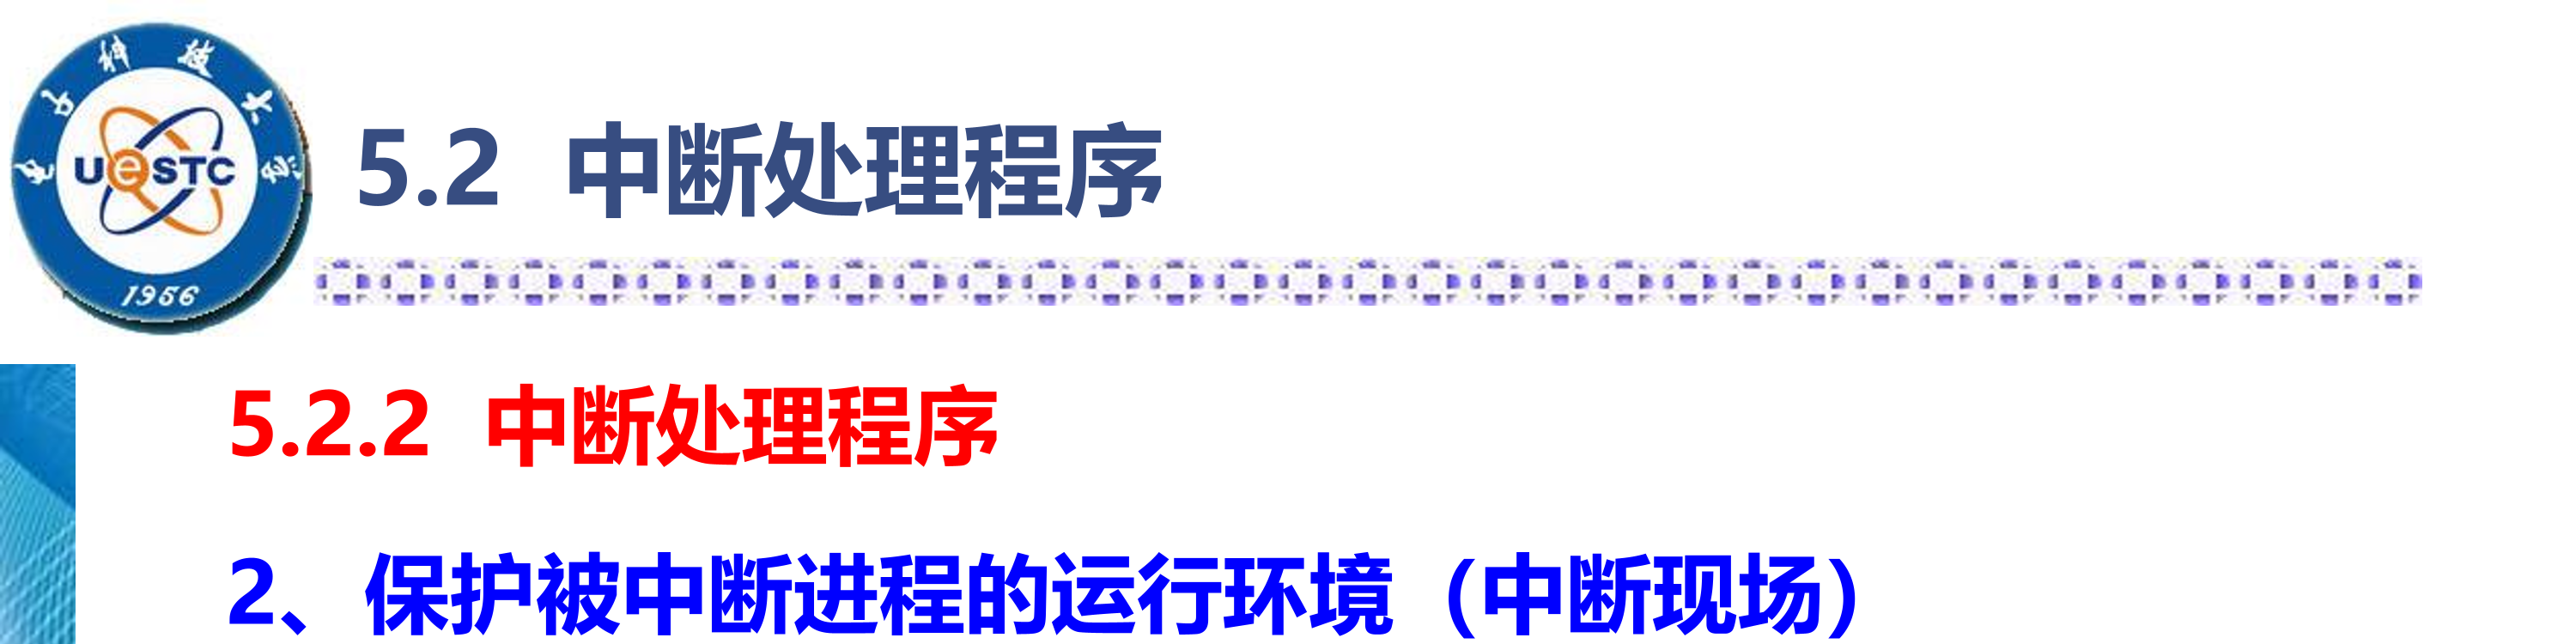 电子科技大学
UeSTC
1956
5.2 中断处理程序
5.2.2 中断处理程序
2、保护被中断进程的运行环境（中断现场）